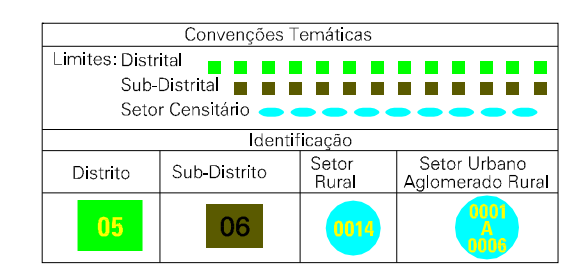 Convenções Temáticas
Limites: Distrital
Sub-Distrital
Setor Censitário
Identificação
Distrito
Sub-Distrito
Setor
Rural
Setor Urbano
Aglomerado Rural
05
06
0014
0001
A
0006